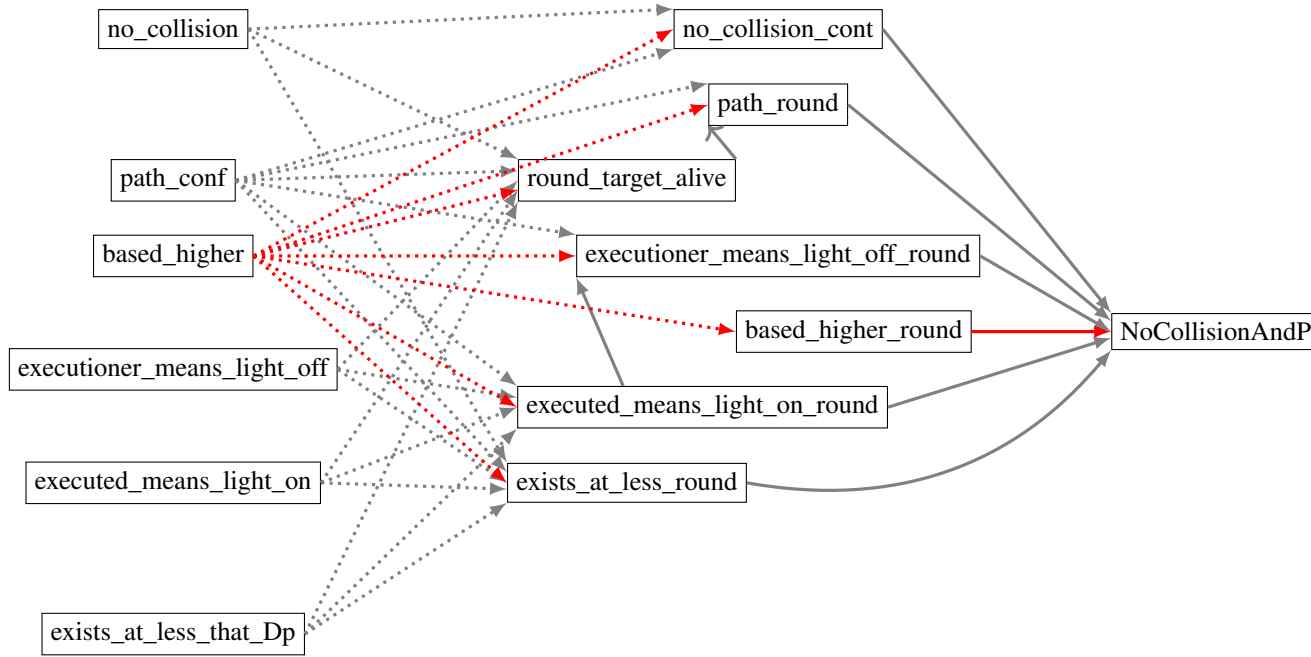 no_collision
no_collision_cont
path_round
path_conf
round_target_alive
based_higher
executioner_means_light_off_round
based_higher_round
NoCollisionAndP
executioner_means_light_off
executed_means_light_on_round
executed_means_light_on
exists_at_less_round
exists_at_less_that_Dp